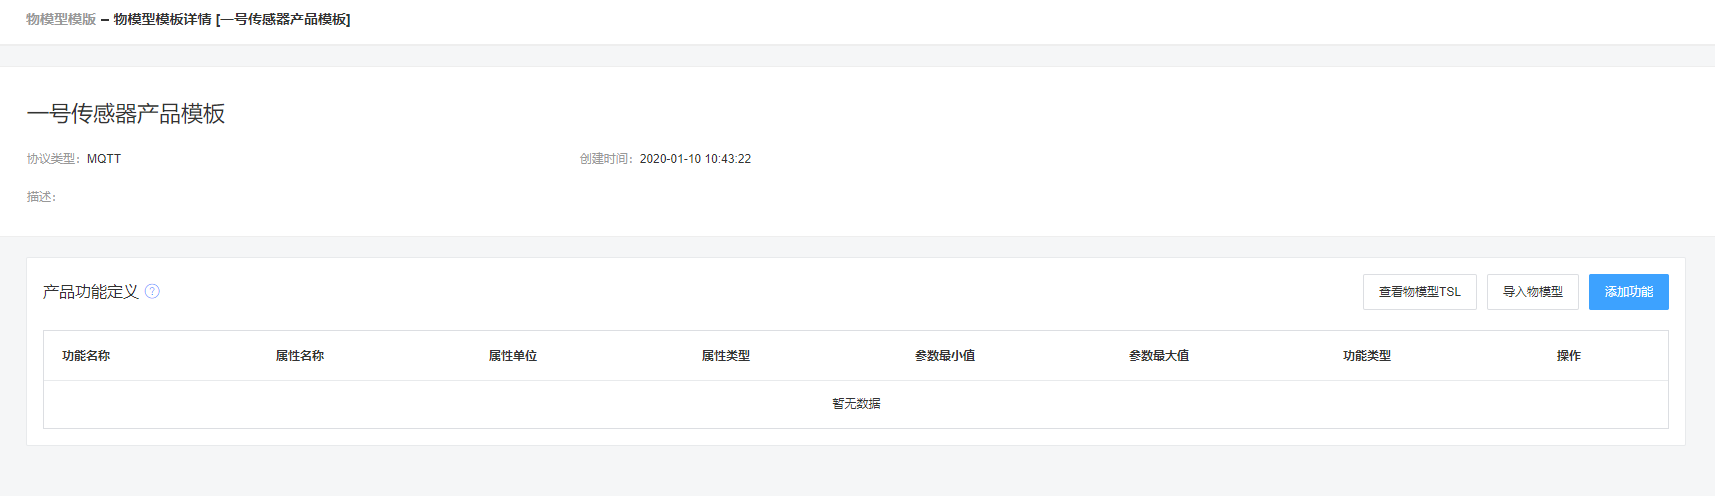 物模型模版 – 物模型模板详情 [一号传感器产品模板]
一号传感器产品模板
协议类型：MQTT 创建时间：2020-01-10 10:43:22
描述：
产品功能定义 ? 查看物模型TSL 导入物模型 添加功能
功能名称 属性名称 属性单位 属性类型 参数最小值 参数最大值 功能类型 操作
暂无数据